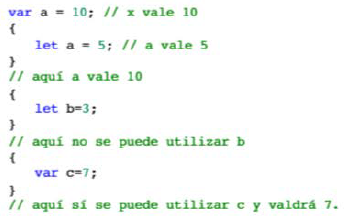 var a = 10; // x vale 10
{
    let a = 5; // a vale 5
}
// aquí a vale 10
{
    let b=3;
}
// aquí no se puede utilizar b
{
    var c=7;
}
// aquí sí se puede utilizar c y valdrá 7.